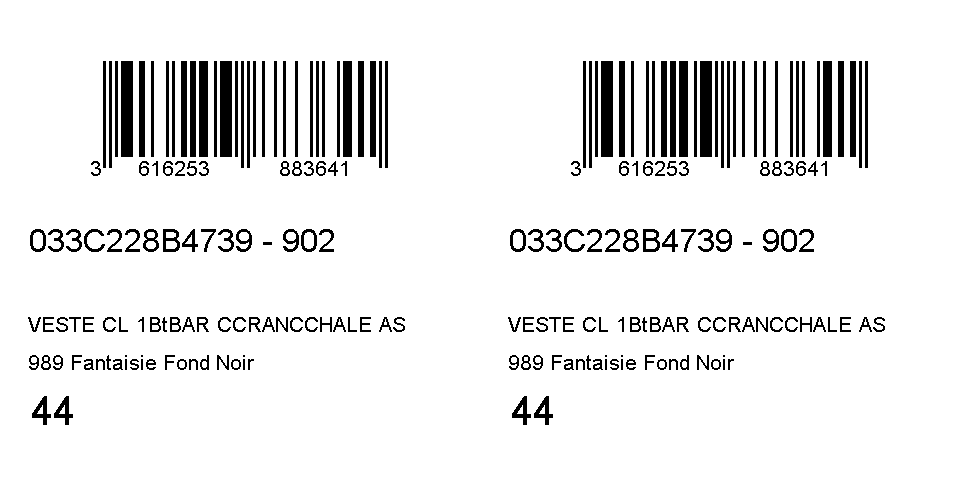 3 616253 883641
033C228B4739 - 902
VESTE CL 1BtBAR CCRANCCHALE AS
989 Fantaisie Fond Noir
44
3 616253 883641
033C228B4739 - 902
VESTE CL 1BtBAR CCRANCCHALE AS
989 Fantaisie Fond Noir
44